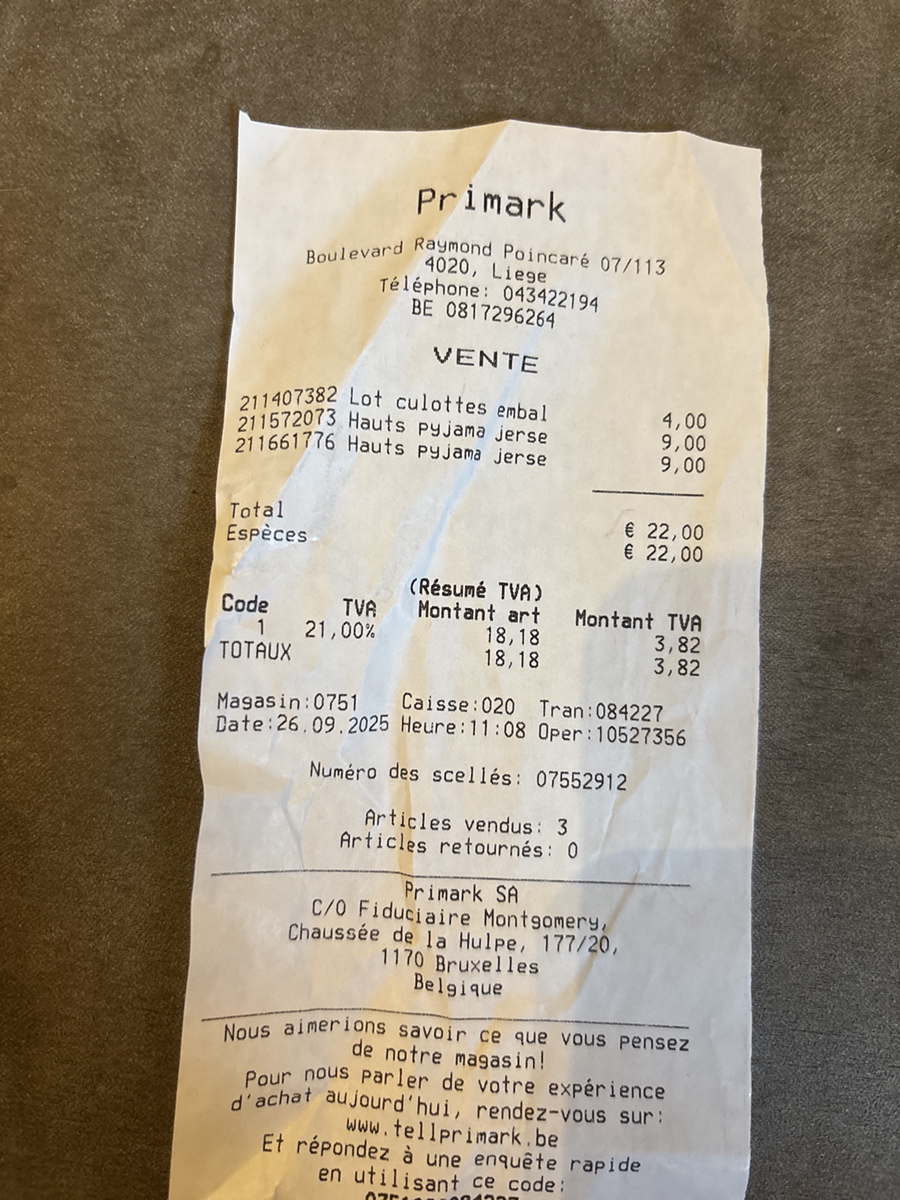 Primark
Boulevard Raymond Poincaré 07/113
4020, Liege
Téléphone: 043422194
BE 0817296264
VENTE
211407382 Lot culottes embal 4,00
211572073 Hauts pyjama jerse 9,00
211661776 Hauts pyjama jerse 9,00
Total € 22,00
Espèces € 22,00
(Résumé TVA)
Code TVA Montant art Montant TVA
1 21,00% 18,18 3,82
TOTAUX 18,18 3,82
Magasin:0751 Caisse:020 Tran:084227
Date:26.09.2025 Heure:11:08 Oper:10527356
Numéro des scellés: 07552912
Articles vendus: 3
Articles retournés: 0
Primark SA
C/O Fiduciaire Montgomery,
Chaussée de la Hulpe, 177/20,
1170 Bruxelles
Belgique
Nous aimerions savoir ce que vous pensez
de notre magasin!
Pour nous parler de votre expérience
d'achat aujourd'hui, rendez-vous sur:
www.tellprimark.be
Et répondez à une enquête rapide
en utilisant ce code: